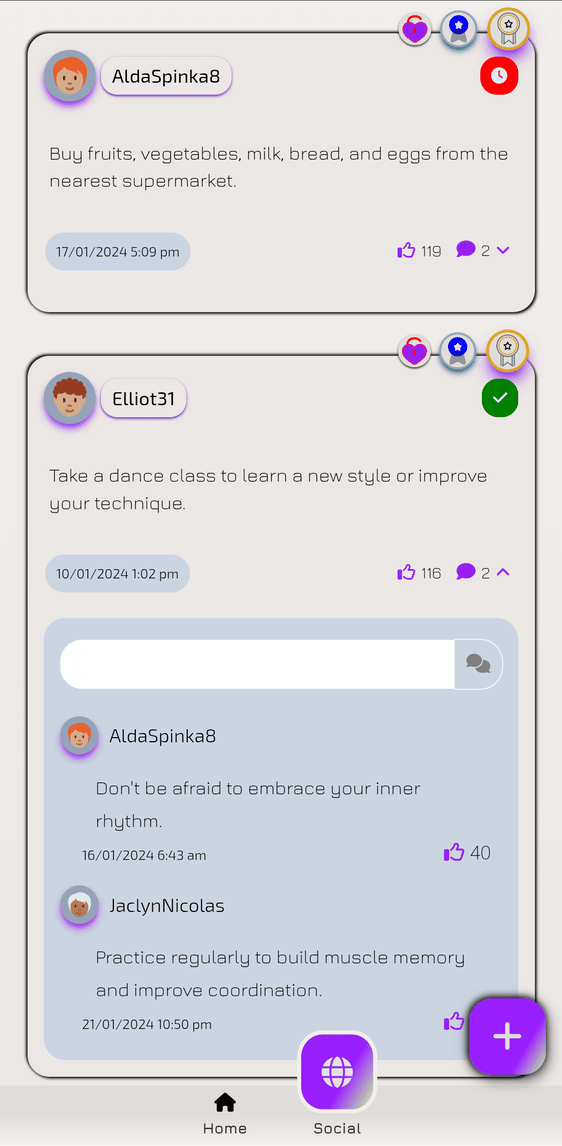 AldaSpinka8
Buy fruits, vegetables, milk, bread, and eggs from the
nearest supermarket.
17/01/2024 5:09 pm 119 2
Elliot31
Take a dance class to learn a new style or improve
your technique.
10/01/2024 1:02 pm 116 2
AldaSpinka8
Don't be afraid to embrace your inner
rhythm.
16/01/2024 6:43 am 40
JaclynNicolas
Practice regularly to build muscle memory
and improve coordination.
21/01/2024 10:50 pm
Home Social